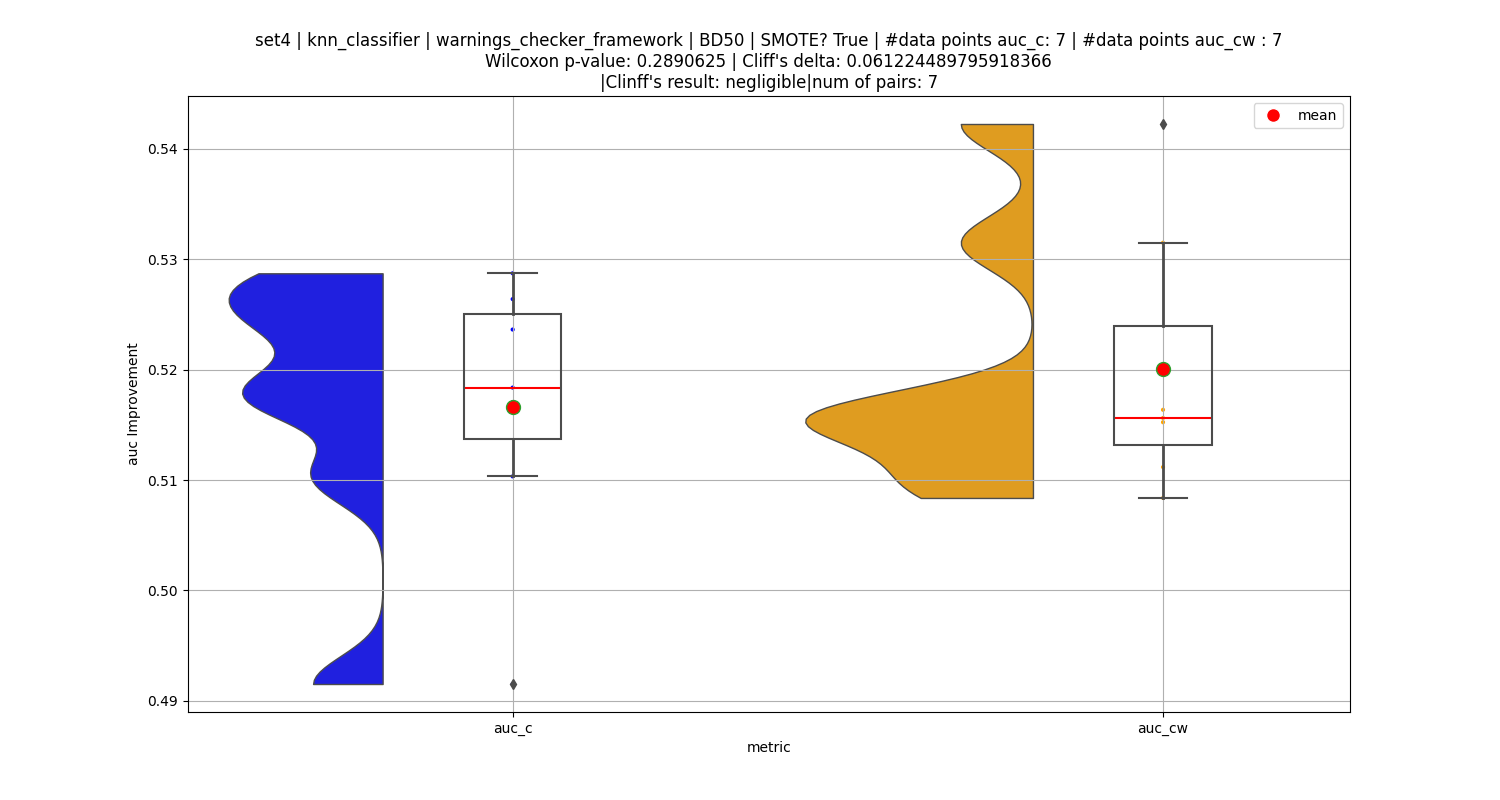 set4 | knn_classifier | warnings_checker_framework | BD50 | SMOTE? True | #data points auc_c: 7 | #data points auc_cw : 7
Wilcoxon p-value: 0.2890625 | Cliff's delta: 0.061224489795918366
|Clinff's result: negligible|num of pairs: 7
mean
0.54
0.53
0.52
0.51
0.50
0.49
auc Improvement
auc_c
auc_cw
metric